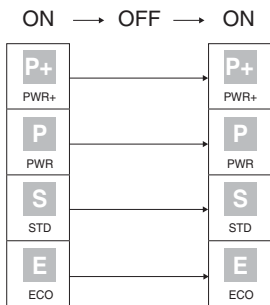 ON → OFF → ON
P+ P+
PWR+ PWR+
P P
PWR PWR
S S
STD STD
E E
ECO ECO